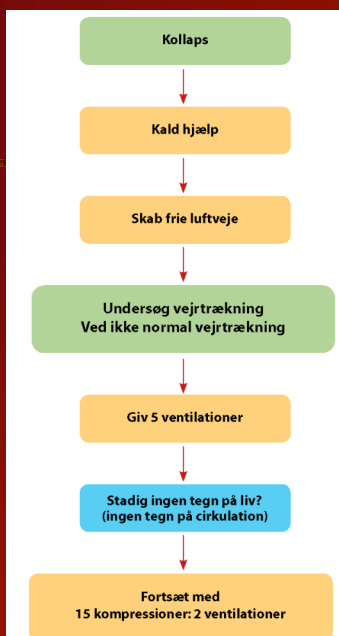 Kollaps
Kald hjælp
Skab frie luftveje
Undersøg vejrtrækning
Ved ikke normal vejrtrækning
Giv 5 ventilationer
Stadig ingen tegn på liv?
(ingen tegn på cirkulation)
Fortsæt med
15 kompressioner: 2 ventilationer